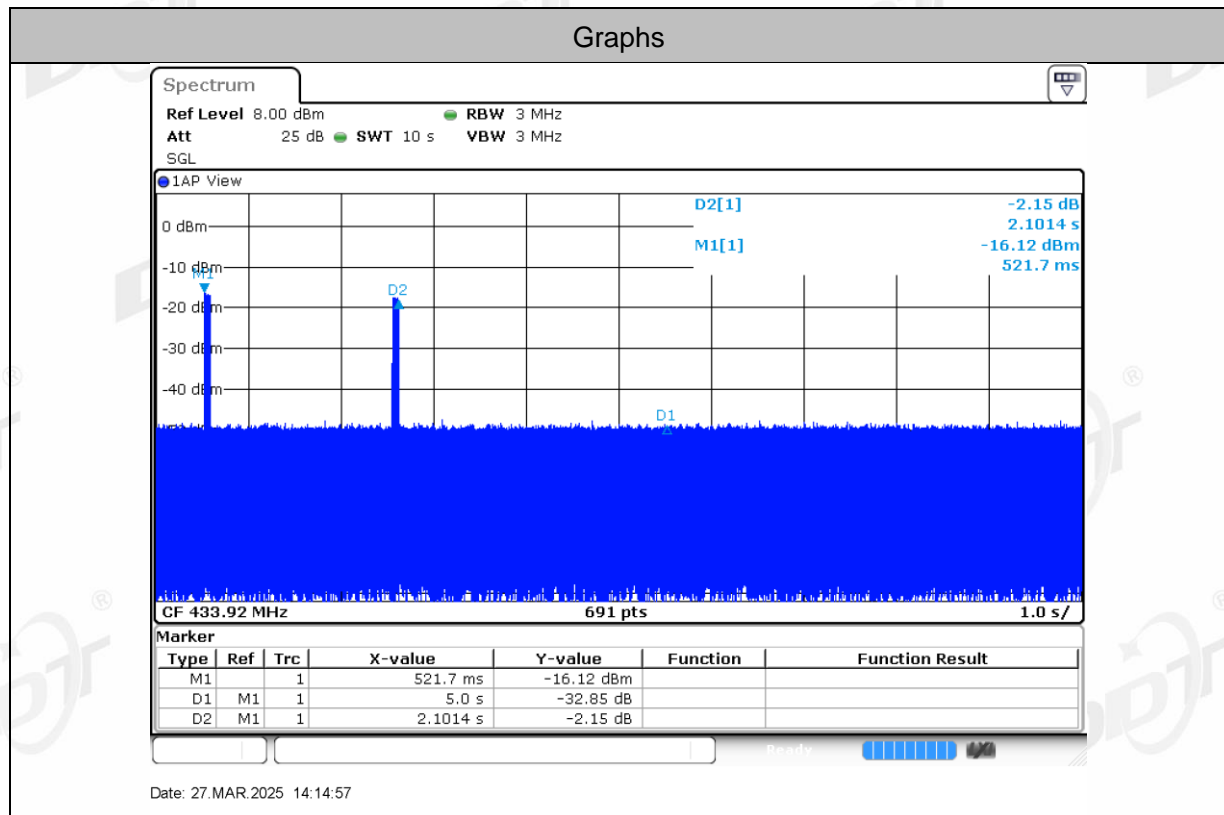 Graphs
Spectrum
Ref Level 8.00 dBm RBW 3 MHz
Att 25 dB SWT 10 s VBW 3 MHz
SGL
1AP View
D2[1] -2.15 dB
2.1014 s
0 dBm
M1[1] -16.12 dBm
521.7 ms
-10 dBm
M1
D2
-20 dBm
-30 dBm
-40 dBm
D1
CF 433.92 MHz 691 pts 1.0 s/
Marker
Type Ref Trc X-value Y-value Function Function Result
M1 1 521.7 ms -16.12 dBm
D1 M1 1 5.0 s -32.85 dB
D2 M1 1 2.1014 s -2.15 dB
Ready
Date: 27.MAR.2025 14:14:57